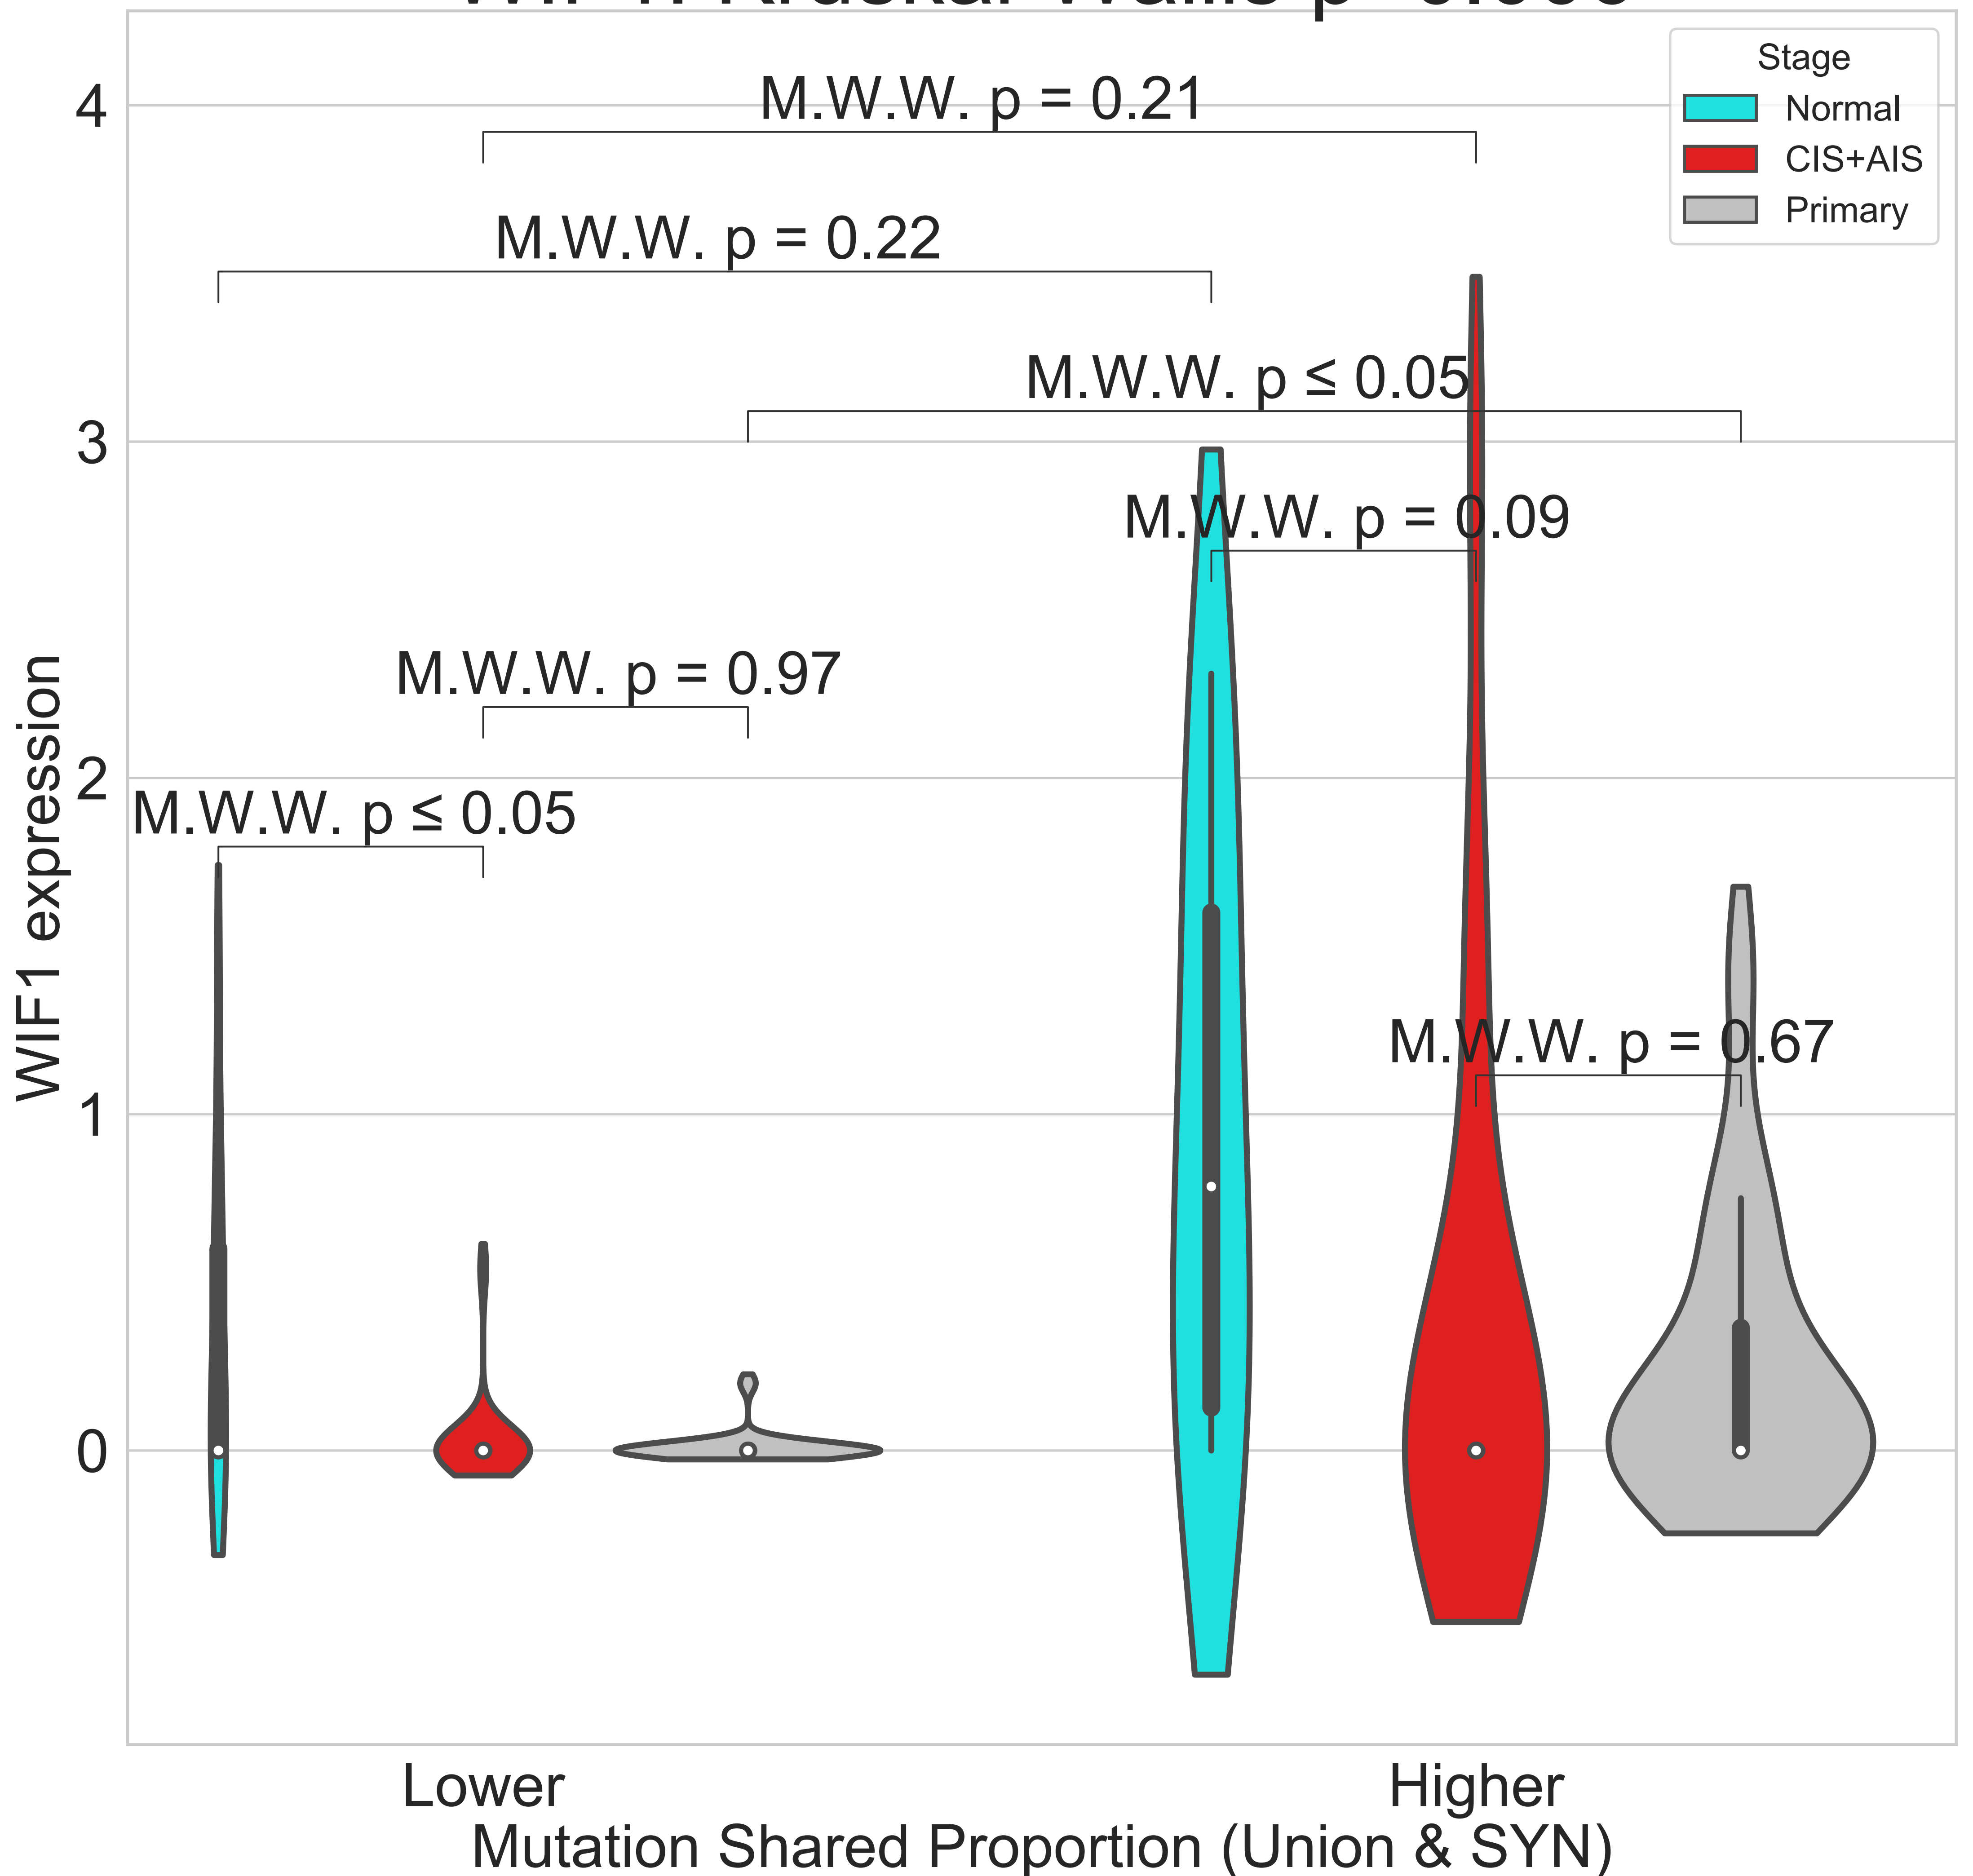 Stage
Normal
CIS+AIS
Primary
M.W.W. p = 0.21
M.W.W. p = 0.22
M.W.W. p ≤ 0.05
M.W.W. p = 0.09
M.W.W. p = 0.97
M.W.W. p ≤ 0.05
M.W.W. p = 0.67
WIF1 expression
4
3
2
1
0
Lower
Higher
Mutation Shared Proportion (Union & SYN)